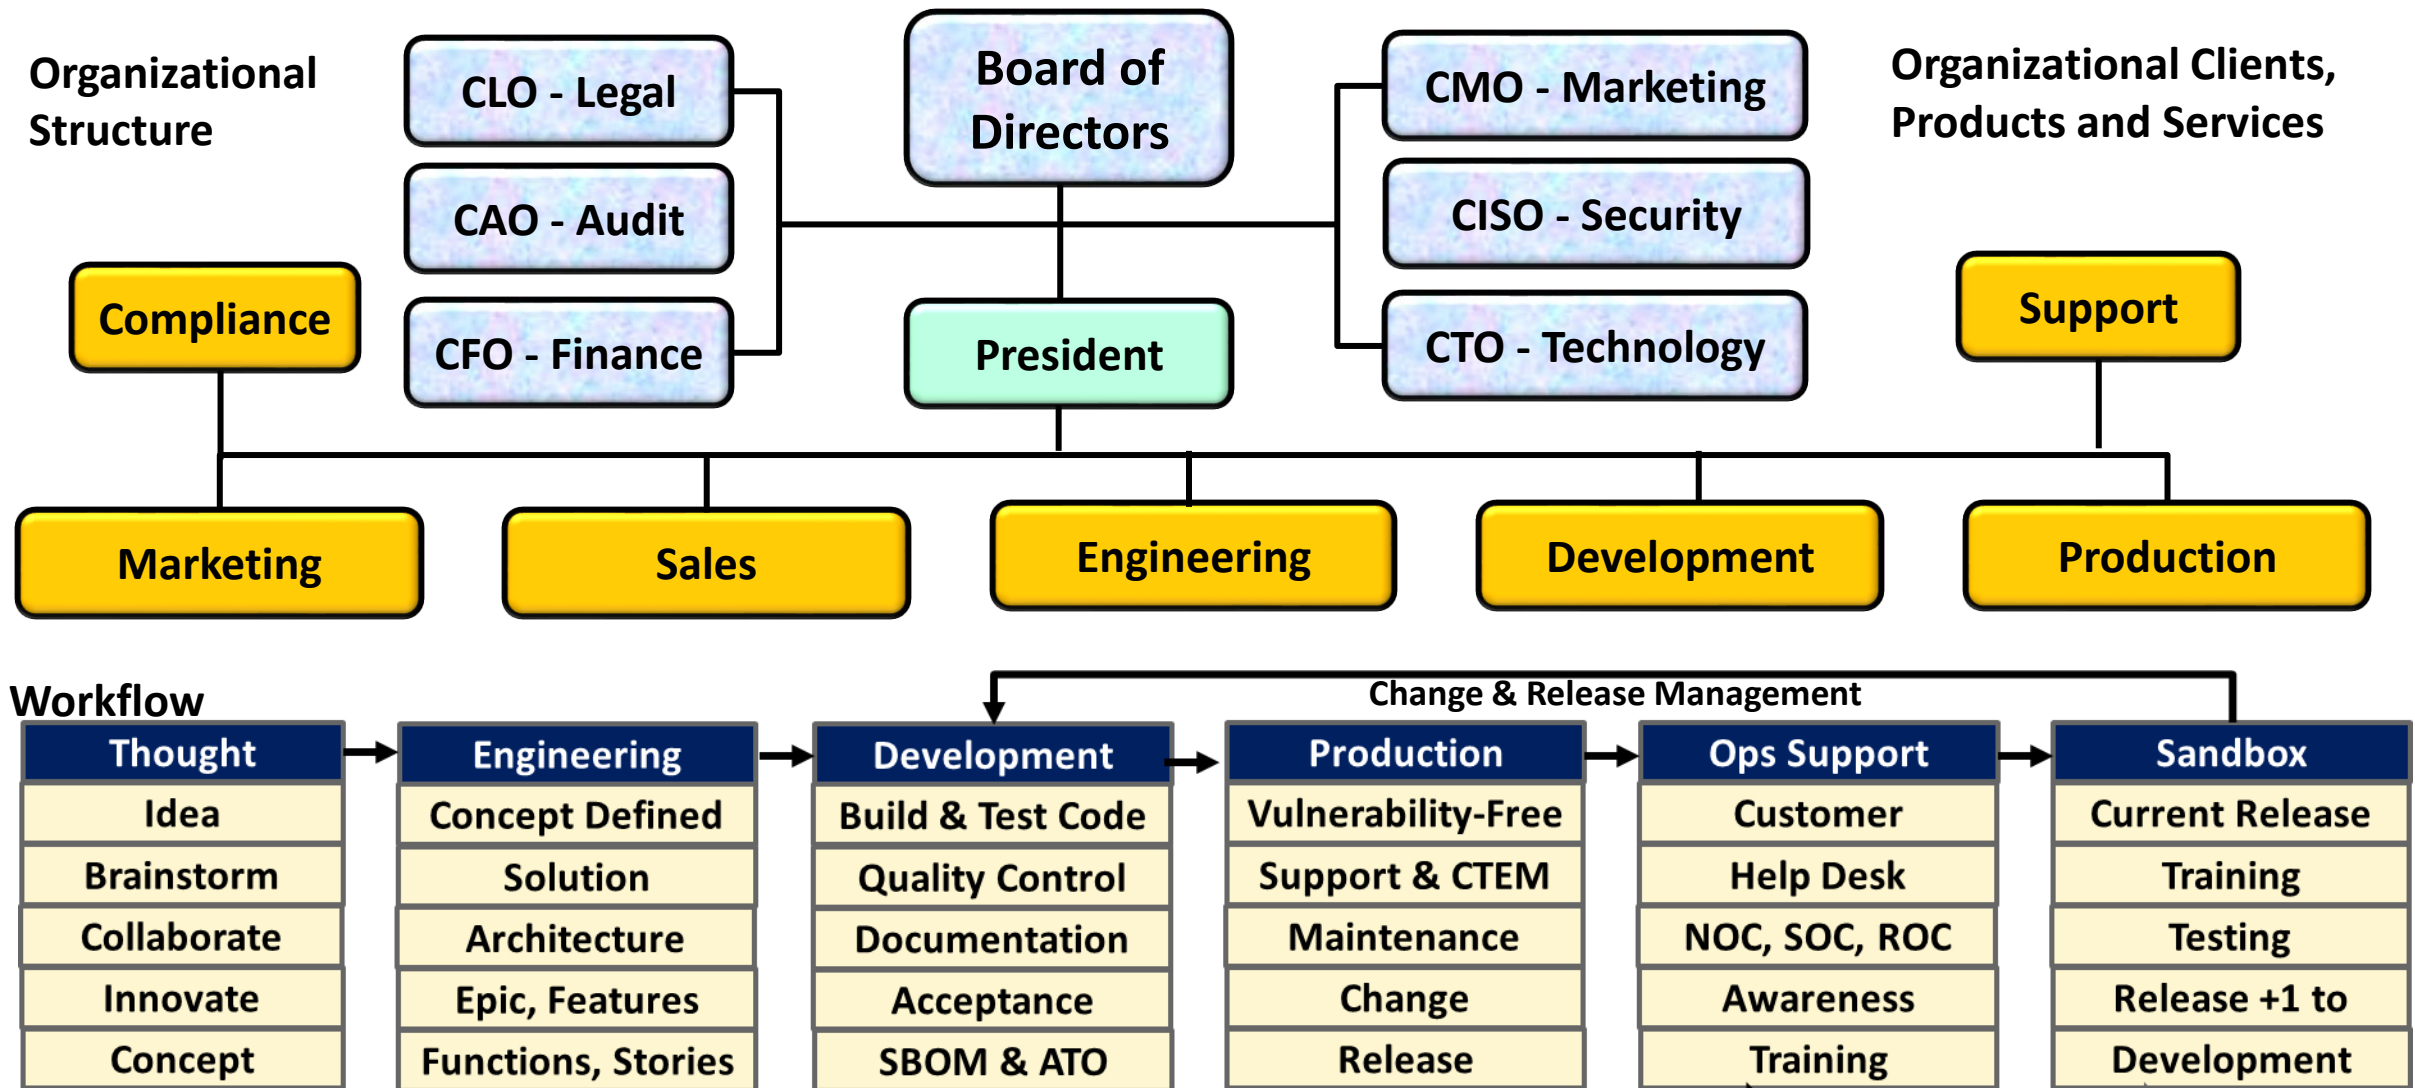 Organizational
Structure
CLO - Legal
CAO - Audit
CFO - Finance
Board of
Directors
President
CMO - Marketing
CISO - Security
CTO - Technology
Organizational Clients,
Products and Services
Compliance
Support
Marketing
Sales
Engineering
Development
Production
Workflow
Change & Release Management
Thought
Idea
Brainstorm
Collaborate
Innovate
Concept
Engineering
Concept Defined
Solution
Architecture
Epic, Features
Functions, Stories
Development
Build & Test Code
Quality Control
Documentation
Acceptance
SBOM & ATO
Production
Vulnerability-Free
Support & CTEM
Maintenance
Change
Release
Ops Support
Customer
Help Desk
NOC, SOC, ROC
Awareness
Training
Sandbox
Current Release
Training
Testing
Release +1 to
Development